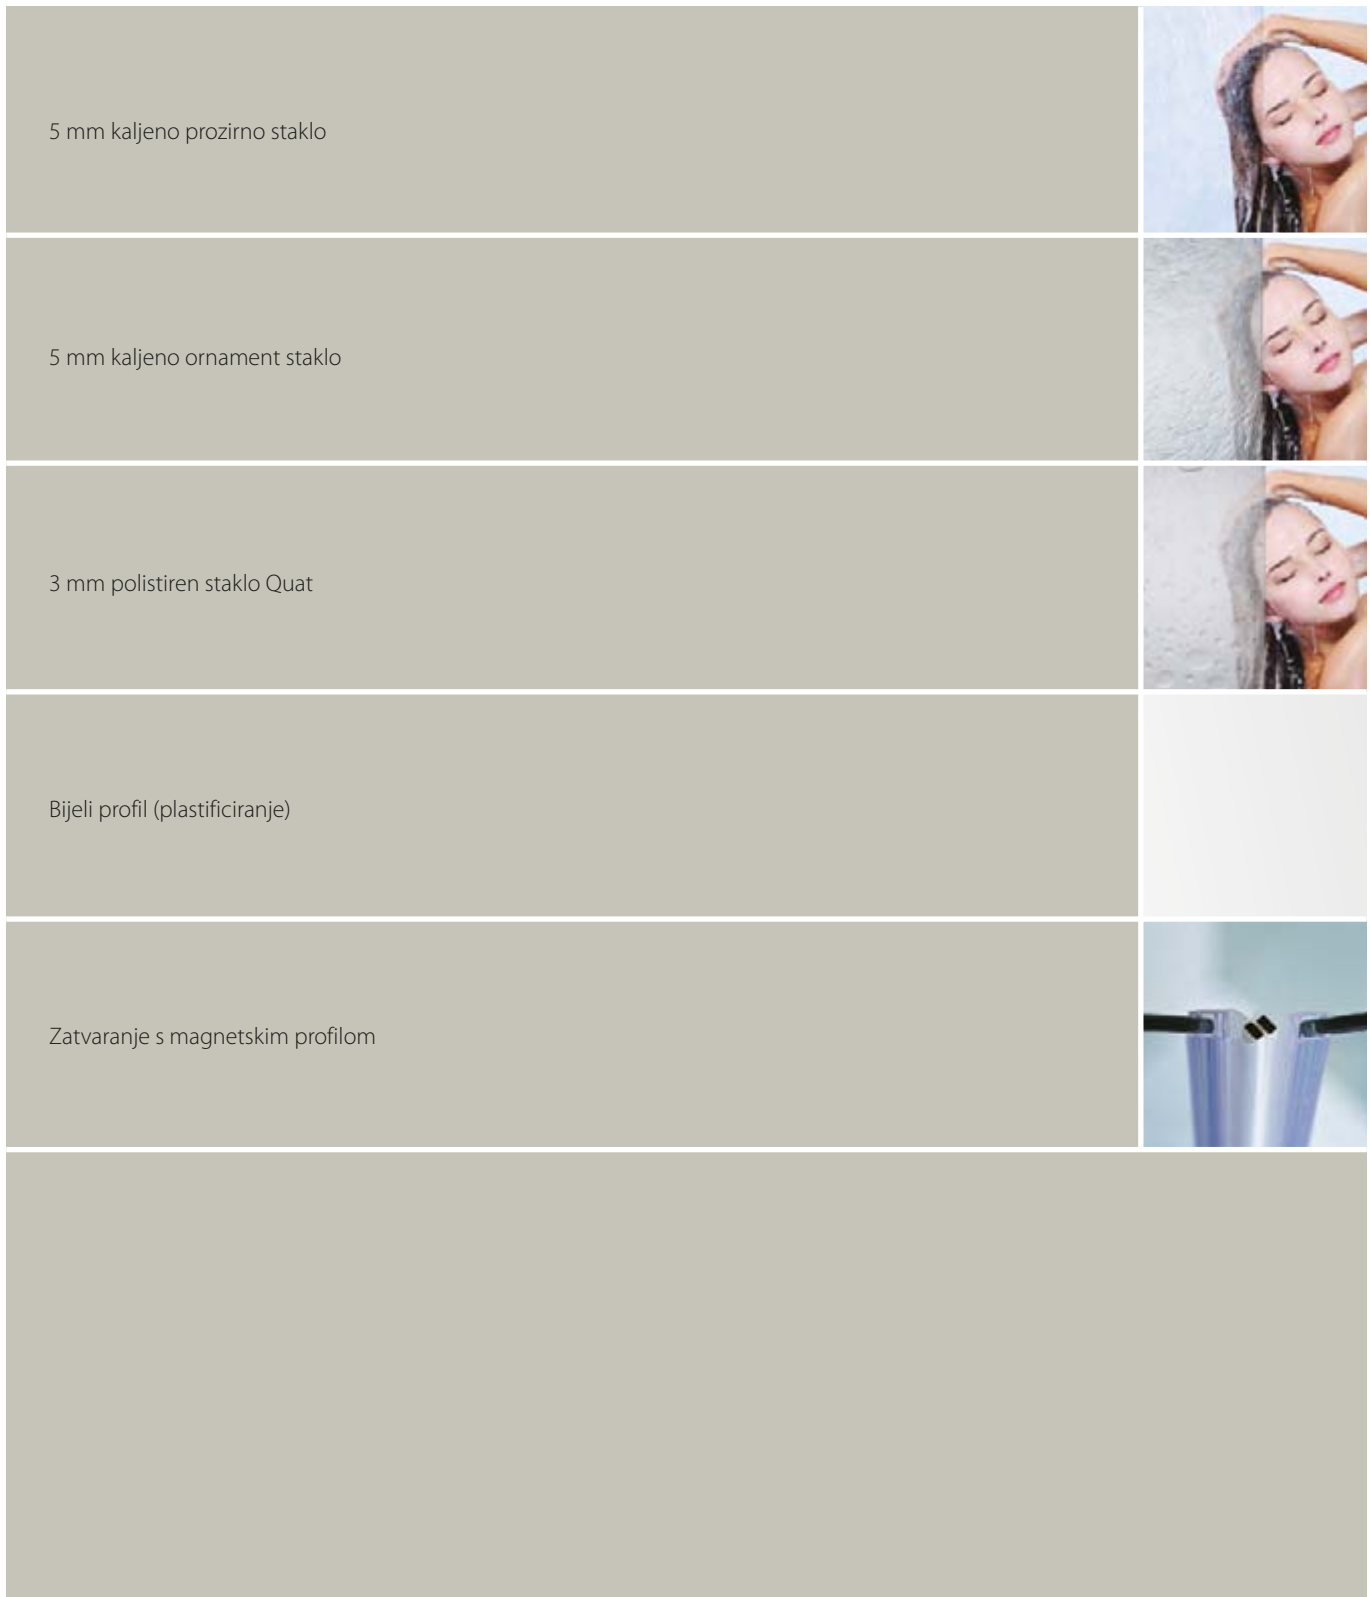 5 mm kaljeno prozirno staklo
5 mm kaljeno ornament staklo
3 mm polistiren staklo Quat
Bijeli profil (plastificiranje)
Zatvaranje s magnetskim profilom